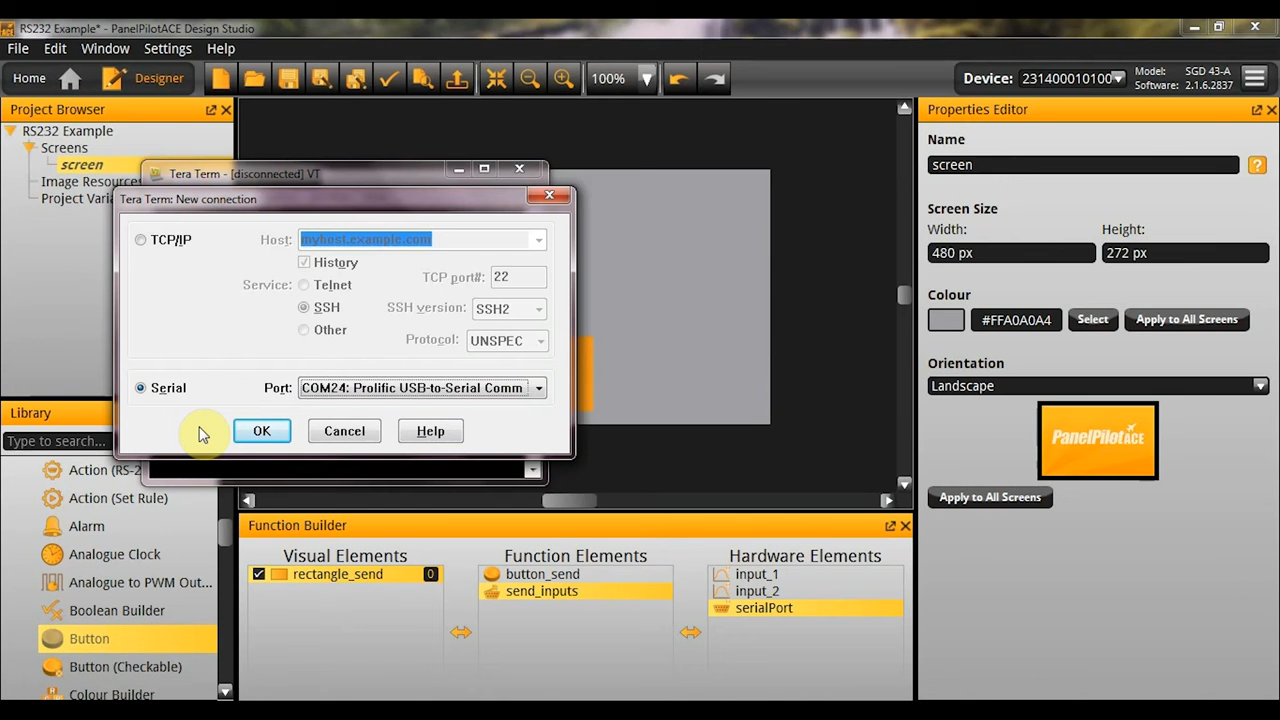 RS232 Example* - PanelPilotACE Design Studio
File Edit Window Settings Help
Home Designer 100% Device: 231400010100 Model: SGD 43-A
Software: 2.1.6.2837
Project Browser
RS232 Example
Screens
screen
Image Resources
Project Varia
Tera Term - [disconnected] VT
Tera Term: New connection
TCP/IP Host: myhost.example.com
History
Service: Telnet TCP port#: 22
SSH SSH version: SSH2
Other Protocol: UNSPEC
Serial Port: COM24: Prolific USB-to-Serial Comm
OK Cancel Help
Library
Type to search...
Action (RS-2
Action (Set Rule)
Alarm
Analogue Clock
Analogue to PWM Out...
Boolean Builder
Button
Button (Checkable)
Colour Builder
Function Builder
Visual Elements Function Elements Hardware Elements
rectangle_send 0 button_send input_1
send_inputs input_2
serialPort
Properties Editor
Name
screen
?
Screen Size
Width: Height:
480 px 272 px
Colour
#FFA0A0A4 Select Apply to All Screens
Orientation
Landscape
PanelPilotACE
Apply to All Screens